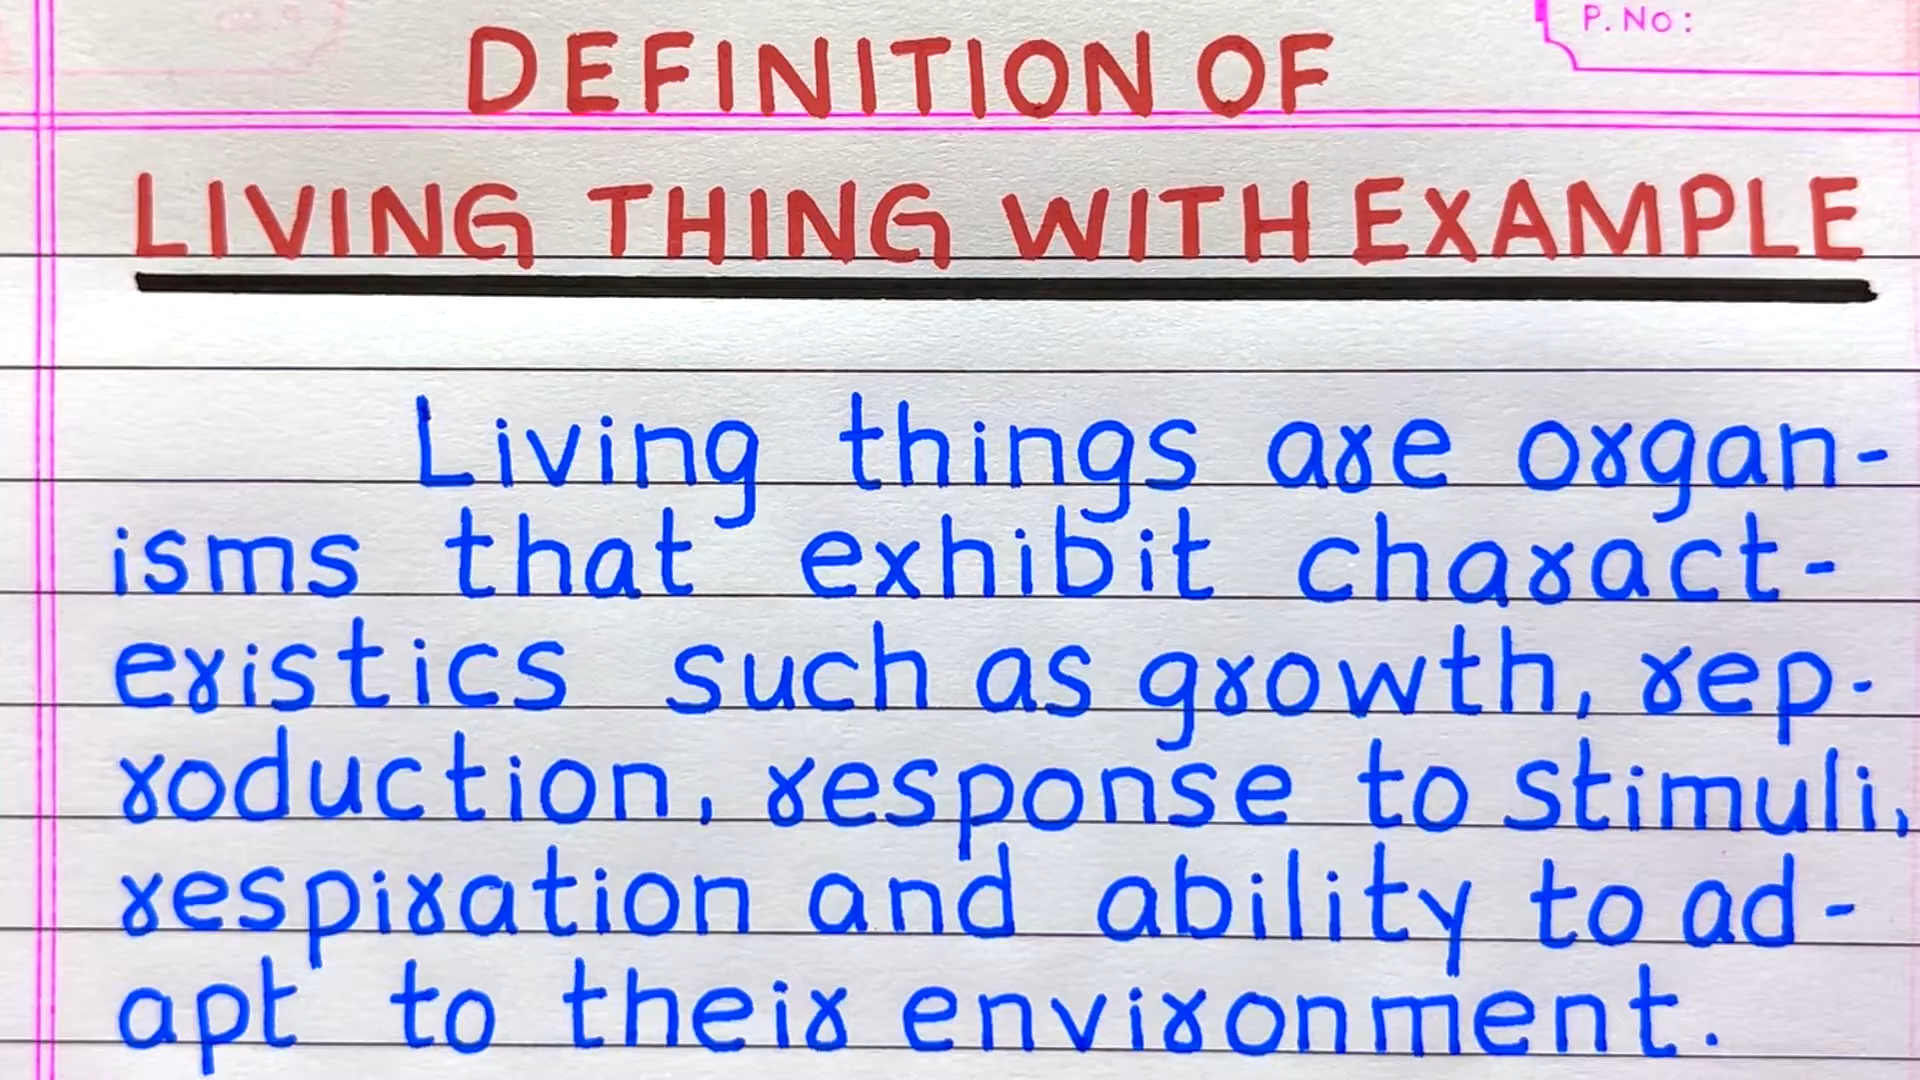 P. No:
DEFINITION OF
LIVING THING WITH EXAMPLE
Living things are organ-
isms that exhibit charact-
eristics such as growth, rep-
roduction, response to stimuli,
respiration and ability to ad-
apt to their environment.